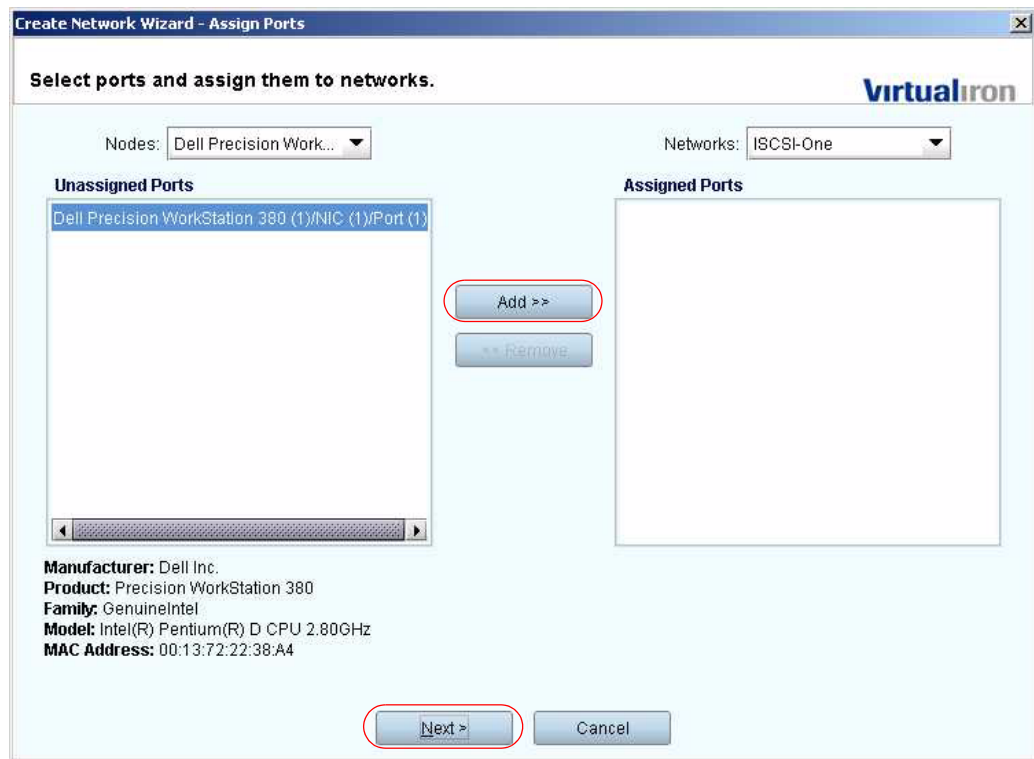 Create Network Wizard - Assign Ports
Select ports and assign them to networks.
Virtualiron
Nodes: Dell Precision Work...
Networks: ISCSI-One
Unassigned Ports
Assigned Ports
Dell Precision WorkStation 380 (1)/NIC (1)/Port (1)
Add >>
<< Remove
Manufacturer: Dell Inc.
Product: Precision WorkStation 380
Family: GenuineIntel
Model: Intel(R) Pentium(R) D CPU 2.80GHz
MAC Address: 00:13:72:22:38:A4
Next >
Cancel